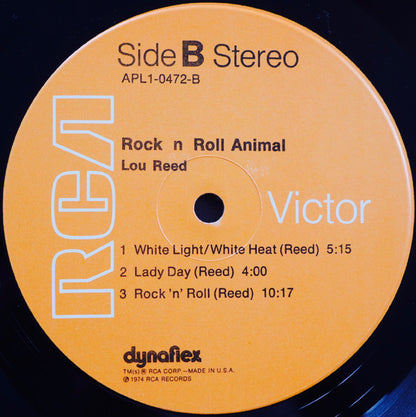 Side B Stereo
APL1-0472-B
RCA
Rock n Roll Animal
Lou Reed
Victor
1 White Light/White Heat (Reed) 5:15
2 Lady Day (Reed) 4:00
3 Rock 'n' Roll (Reed) 10:17
dynaflex
TM(s) ® RCA CORP.—MADE IN U.S.A.
Ⓟ 1974 RCA RECORDS